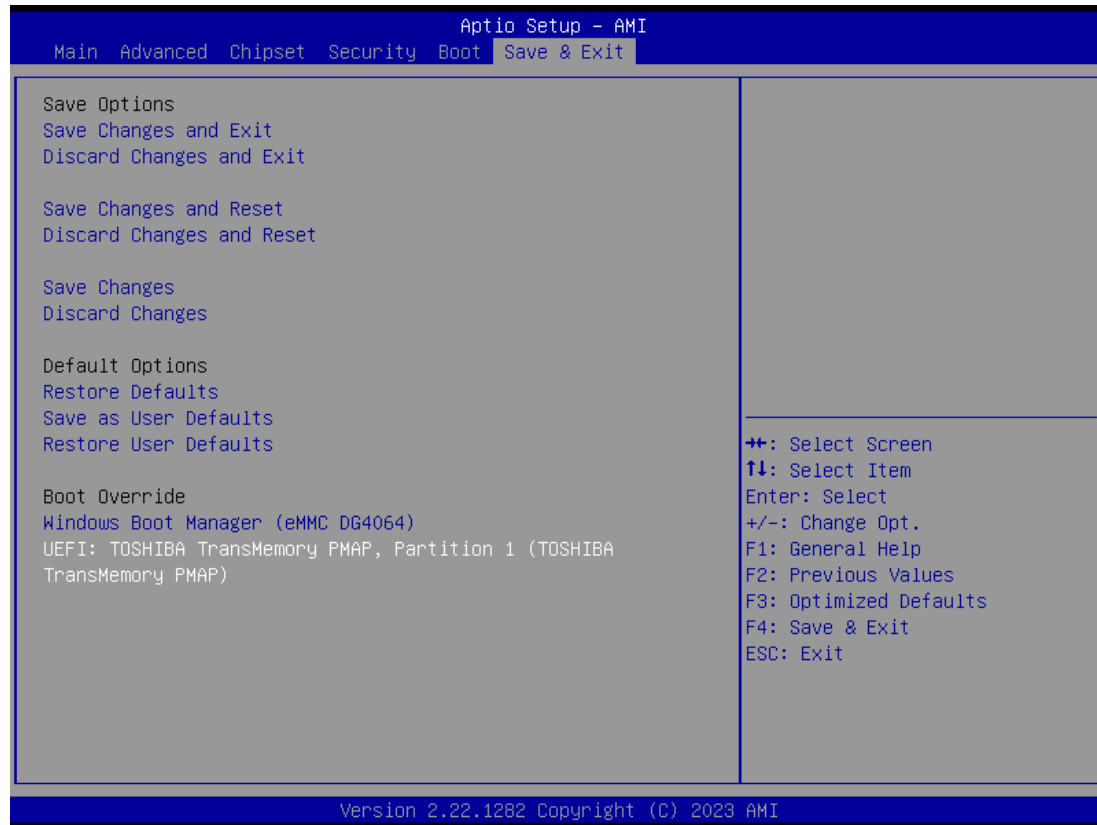 Aptio Setup – AMI
Main Advanced Chipset Security Boot Save & Exit
Save Options
Save Changes and Exit
Discard Changes and Exit
Save Changes and Reset
Discard Changes and Reset
Save Changes
Discard Changes
Default Options
Restore Defaults
Save as User Defaults
Restore User Defaults
Boot Override
Windows Boot Manager (eMMC DG4064)
UEFI: TOSHIBA TransMemory PMAP, Partition 1 (TOSHIBA
TransMemory PMAP)
→←: Select Screen
↑↓: Select Item
Enter: Select
+/-: Change Opt.
F1: General Help
F2: Previous Values
F3: Optimized Defaults
F4: Save & Exit
ESC: Exit
Version 2.22.1282 Copyright (C) 2023 AMI